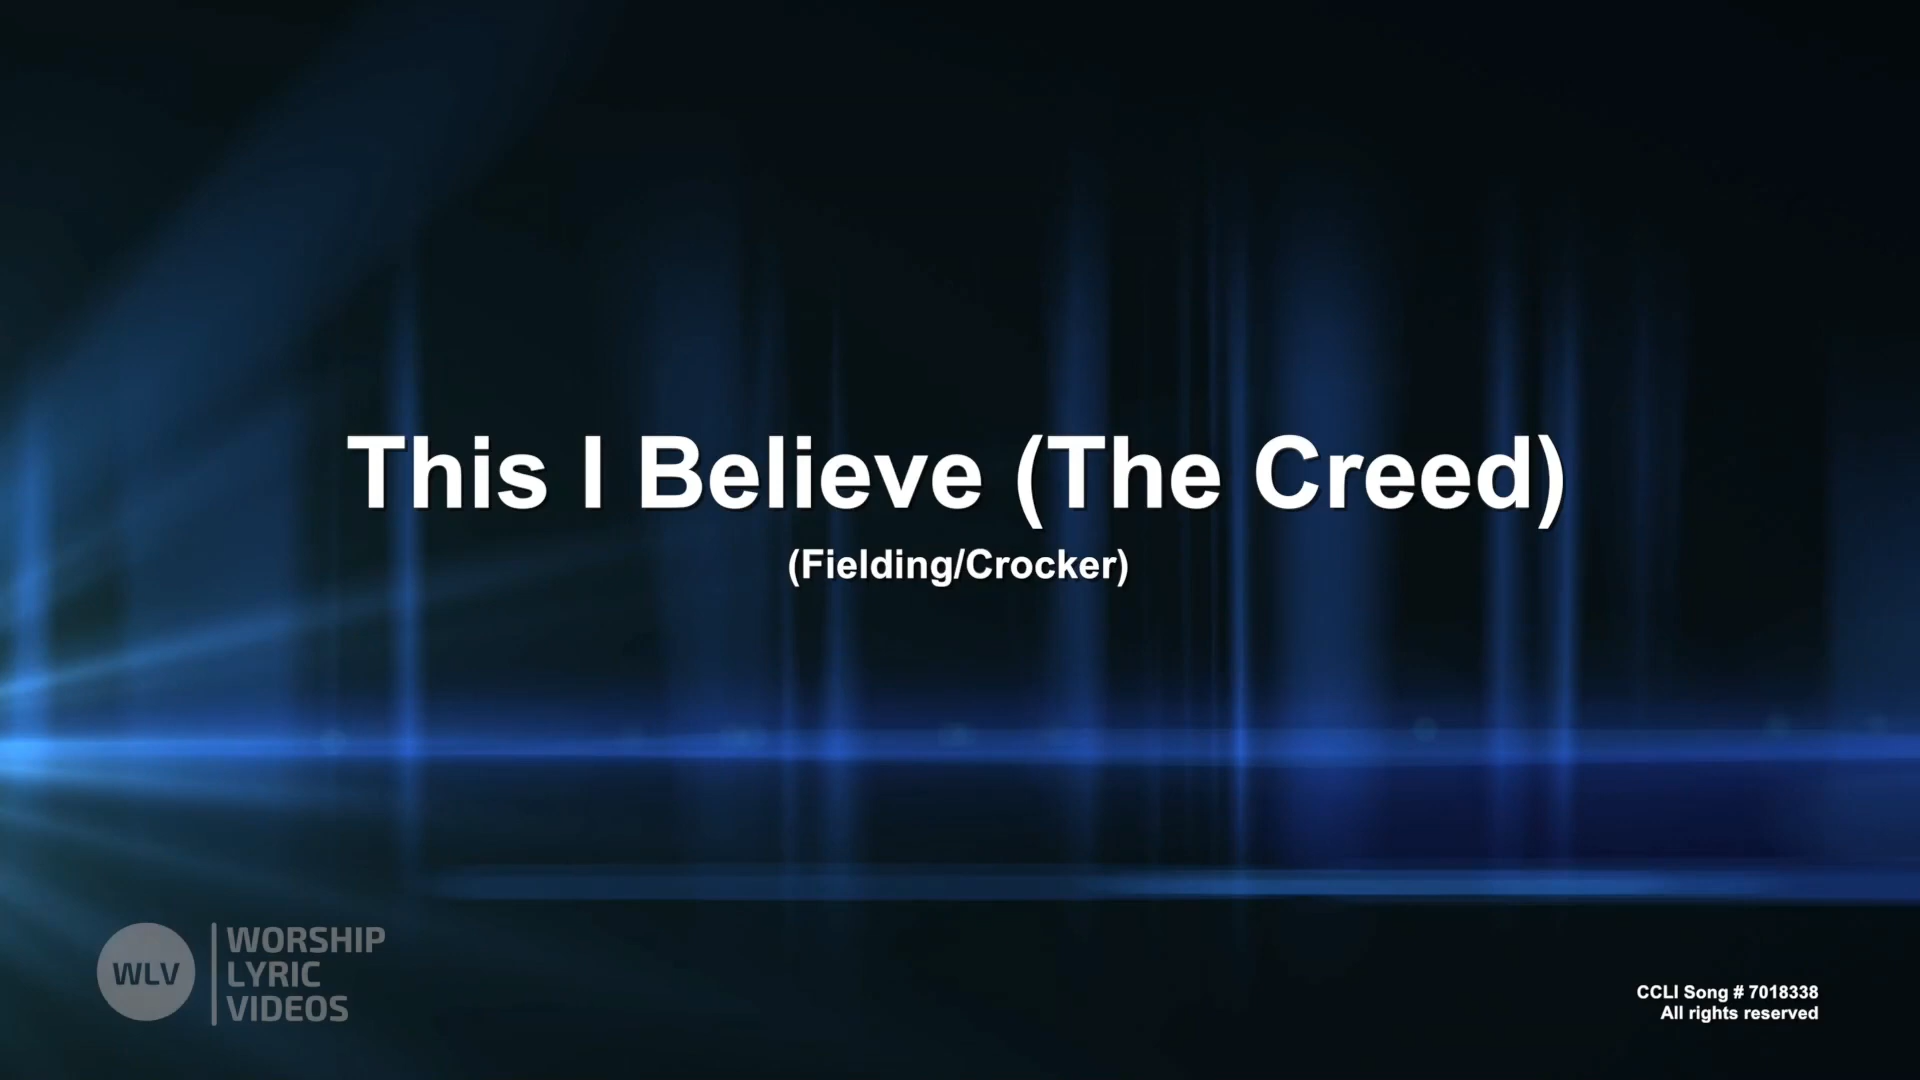 This I Believe (The Creed)
(Fielding/Crocker)
WLV
WORSHIP
LYRIC
VIDEOS
CCLI Song # 7018338
All rights reserved